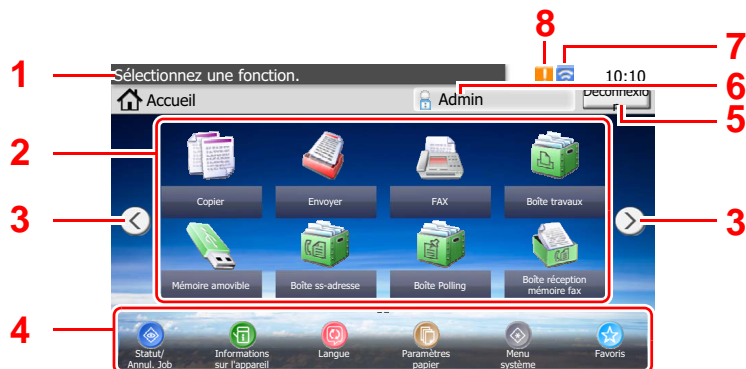 8
7
1
Sélectionnez une fonction.
10:10
6
Accueil
Admin
Déconnexio
n
5
2
Copier
Envoyer
FAX
Boîte travaux
3
3
Mémoire amovible
Boîte ss-adresse
Boîte Polling
Boîte réception
mémoire fax
4
Statut/
Annul. Job
Informations
sur l'appareil
Langue
Paramètres
papier
Menu
système
Favoris